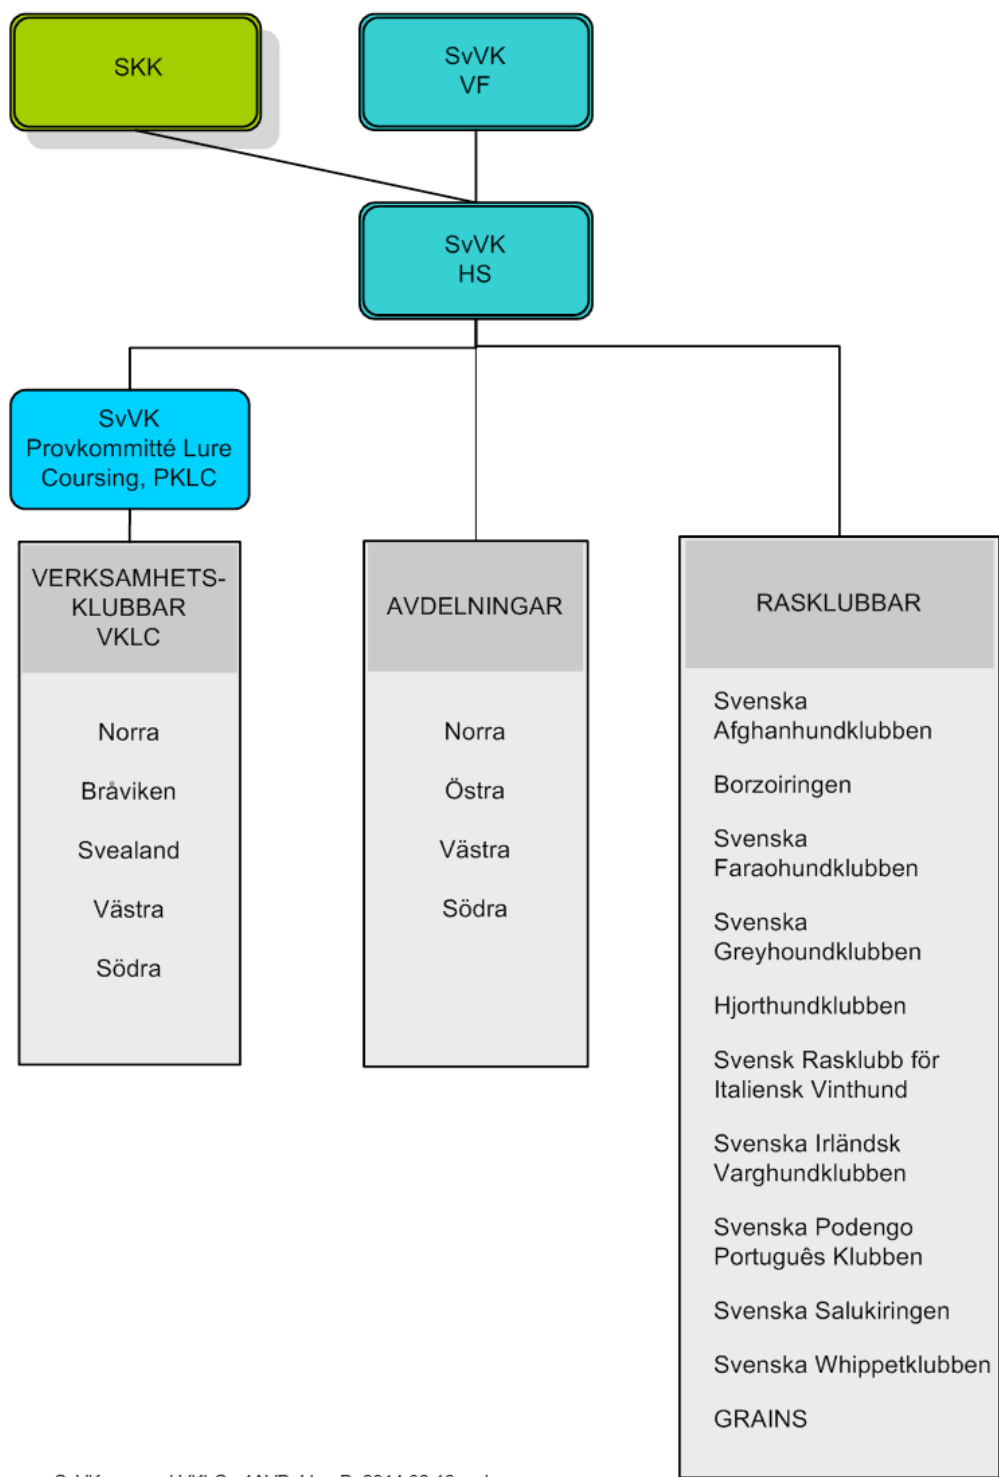 SKK
SvVK
VF
SvVK
HS
SvVK
Provkommitté Lure
Coursing, PKLC
VERKSAMHETS-
KLUBBAR
VKLC
Norra
Bråviken
Svealand
Västra
Södra
AVDELNINGAR
Norra
Östra
Västra
Södra
RASKLUBBAR
Svenska
Afghanhundklubben
Borzoiringen
Svenska
Faraohundklubben
Svenska
Greyhoundklubben
Hjorthundklubben
Svensk Rasklubb för
Italiensk Vinthund
Svenska Irländsk
Varghundklubben
Svenska Podengo
Português Klubben
Svenska Salukiringen
Svenska Whippetklubben
GRAINS